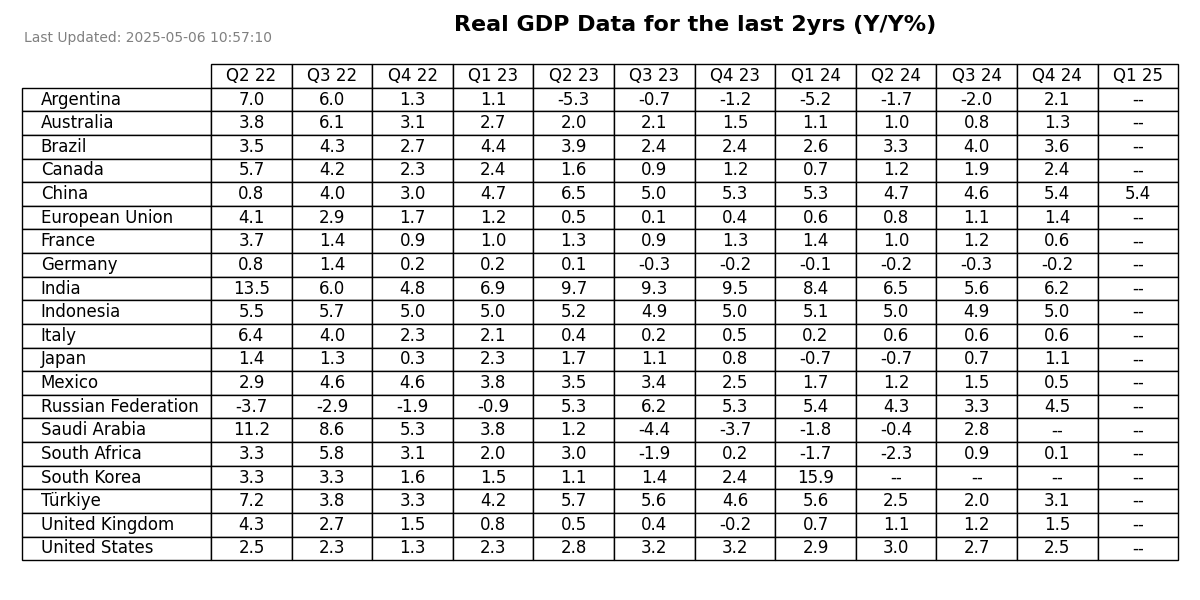 Real GDP Data for the last 2yrs (Y/Y%)
Last Updated: 2025-05-06 10:57:10
Q2 22 Q3 22 Q4 22 Q1 23 Q2 23 Q3 23 Q4 23 Q1 24 Q2 24 Q3 24 Q4 24 Q1 25
Argentina 7.0 6.0 1.3 1.1 -5.3 -0.7 -1.2 -5.2 -1.7 -2.0 2.1 --
Australia 3.8 6.1 3.1 2.7 2.0 2.1 1.5 1.1 1.0 0.8 1.3 --
Brazil 3.5 4.3 2.7 4.4 3.9 2.4 2.4 2.6 3.3 4.0 3.6 --
Canada 5.7 4.2 2.3 2.4 1.6 0.9 1.2 0.7 1.2 1.9 2.4 --
China 0.8 4.0 3.0 4.7 6.5 5.0 5.3 5.3 4.7 4.6 5.4 5.4
European Union 4.1 2.9 1.7 1.2 0.5 0.1 0.4 0.6 0.8 1.1 1.4 --
France 3.7 1.4 0.9 1.0 1.3 0.9 1.3 1.4 1.0 1.2 0.6 --
Germany 0.8 1.4 0.2 0.2 0.1 -0.3 -0.2 -0.1 -0.2 -0.3 -0.2 --
India 13.5 6.0 4.8 6.9 9.7 9.3 9.5 8.4 6.5 5.6 6.2 --
Indonesia 5.5 5.7 5.0 5.0 5.2 4.9 5.0 5.1 5.0 4.9 5.0 --
Italy 6.4 4.0 2.3 2.1 0.4 0.2 0.5 0.2 0.6 0.6 0.6 --
Japan 1.4 1.3 0.3 2.3 1.7 1.1 0.8 -0.7 -0.7 0.7 1.1 --
Mexico 2.9 4.6 4.6 3.8 3.5 3.4 2.5 1.7 1.2 1.5 0.5 --
Russian Federation -3.7 -2.9 -1.9 -0.9 5.3 6.2 5.3 5.4 4.3 3.3 4.5 --
Saudi Arabia 11.2 8.6 5.3 3.8 1.2 -4.4 -3.7 -1.8 -0.4 2.8 -- --
South Africa 3.3 5.8 3.1 2.0 3.0 -1.9 0.2 -1.7 -2.3 0.9 0.1 --
South Korea 3.3 3.3 1.6 1.5 1.1 1.4 2.4 15.9 -- -- -- --
Türkiye 7.2 3.8 3.3 4.2 5.7 5.6 4.6 5.6 2.5 2.0 3.1 --
United Kingdom 4.3 2.7 1.5 0.8 0.5 0.4 -0.2 0.7 1.1 1.2 1.5 --
United States 2.5 2.3 1.3 2.3 2.8 3.2 3.2 2.9 3.0 2.7 2.5 --